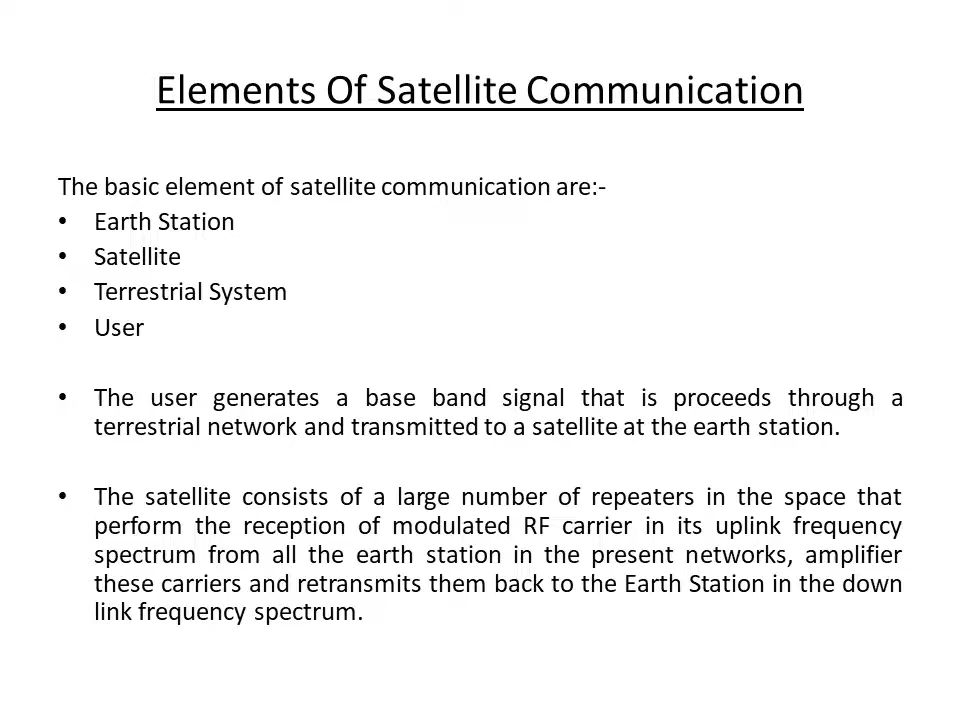 Elements Of Satellite Communication
The basic element of satellite communication are:-
• Earth Station
• Satellite
• Terrestrial System
• User
• The user generates a base band signal that is proceeds through a
terrestrial network and transmitted to a satellite at the earth station.
• The satellite consists of a large number of repeaters in the space that
perform the reception of modulated RF carrier in its uplink frequency
spectrum from all the earth station in the present networks, amplifier
these carriers and retransmits them back to the Earth Station in the down
link frequency spectrum.